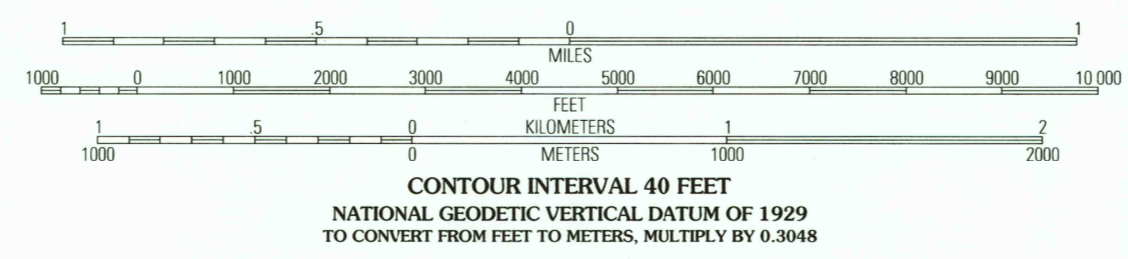 1 .5 0 1
MILES
1000 0 1000 2000 3000 4000 5000 6000 7000 8000 9000 10 000
FEET
1 .5 0 KILOMETERS 1 2
1000 0 METERS 1000 2000
CONTOUR INTERVAL 40 FEET
NATIONAL GEODETIC VERTICAL DATUM OF 1929
TO CONVERT FROM FEET TO METERS, MULTIPLY BY 0.3048